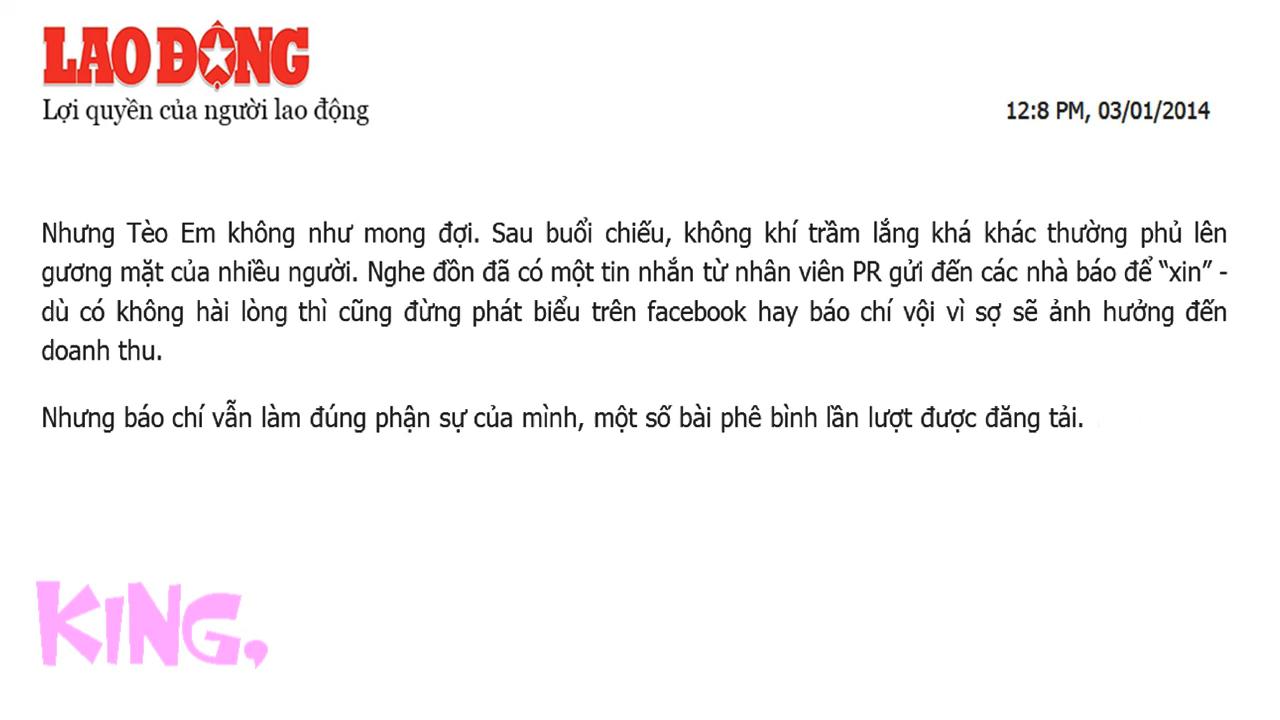 LAO ĐỘNG
Lợi quyền của người lao động
12:8 PM, 03/01/2014
Nhưng Tèo Em không như mong đợi. Sau buổi chiếu, không khí trầm lắng khá khác thường phủ lên
gương mặt của nhiều người. Nghe đồn đã có một tin nhắn từ nhân viên PR gửi đến các nhà báo để “xin” -
dù có không hài lòng thì cũng đừng phát biểu trên facebook hay báo chí vội vì sợ sẽ ảnh hưởng đến
doanh thu.
Nhưng báo chí vẫn làm đúng phận sự của mình, một số bài phê bình lần lượt được đăng tải.
KING,